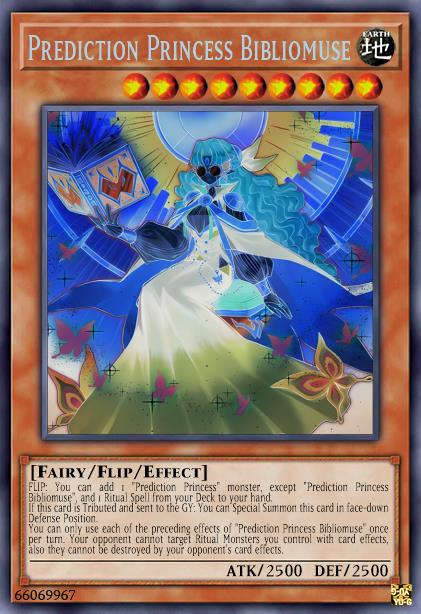 PREDICTION PRINCESS BIBLIOMUSE
EARTH
地
[FAIRY/FLIP/EFFECT]
FLIP: You can add 1 "Prediction Princess" monster, except "Prediction Princess
Bibliomuse", and 1 Ritual Spell from your Deck to your hand.
If this card is Tributed and sent to the GY: You can Special Summon this card in face-down
Defense Position.
You can only use each of the preceding effects of "Prediction Princess Bibliomuse" once
per turn. Your opponent cannot target Ritual Monsters you control with card effects,
also they cannot be destroyed by your opponent's card effects.
ATK/2500 DEF/2500
66069967